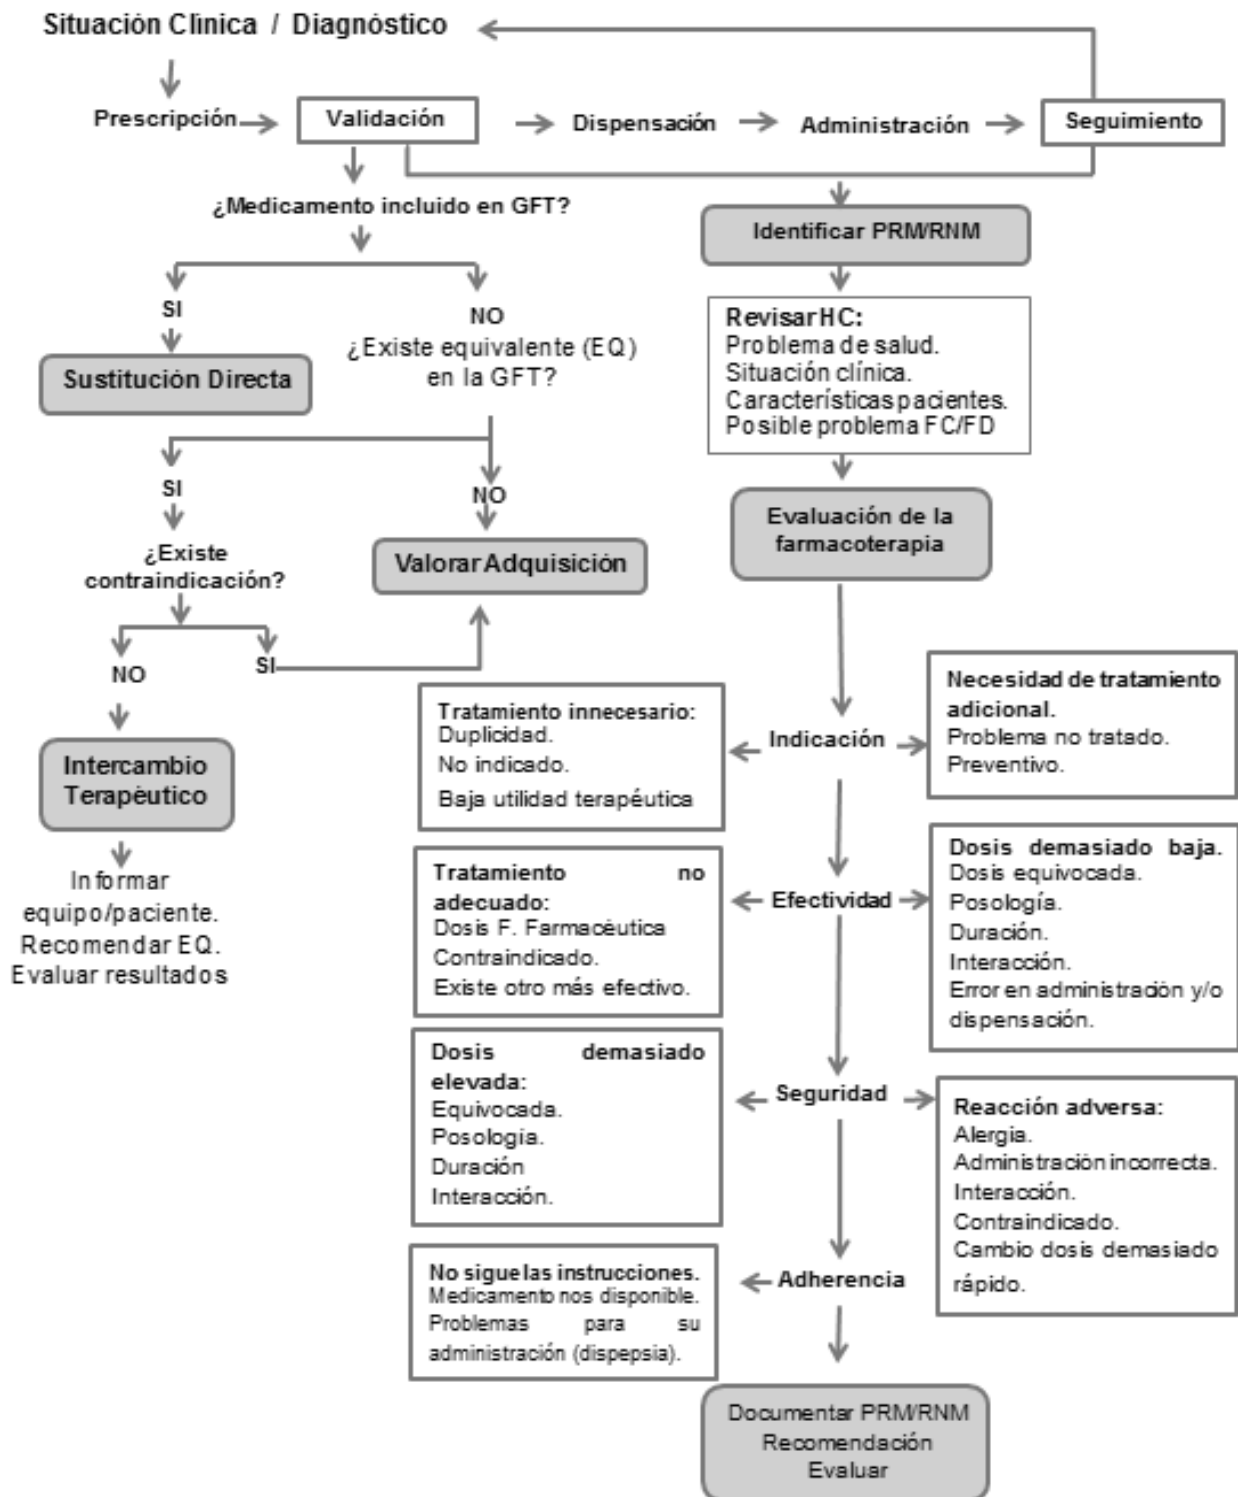 Situación Clínica / Diagnóstico
Prescripción
Validación
Dispensación
Administración
Seguimiento
¿Medicamento incluido en GFT?
SI
Sustitución Directa
NO
¿Existe equivalente (EQ)
en la GFT?
SI
NO
¿Existe
contraindicación?
Valorar Adquisición
NO
SI
Intercambio
Terapéutico
Informar
equipo/paciente.
Recomendar EQ.
Evaluar resultados
Identificar PRM/RNM
Revisar HC:
Problema de salud.
Situación clínica.
Características pacientes.
Posible problema FC/FD
Evaluación de la
farmacoterapia
Indicación
Tratamiento innecesario:
Duplicidad.
No indicado.
Baja utilidad terapéutica
Necesidad de tratamiento
adicional.
Problema no tratado.
Preventivo.
Efectividad
Tratamiento no
adecuado:
Dosis F. Farmacéutica
Contraindicado.
Existe otro más efectivo.
Dosis demasiado baja.
Dosis equivocada.
Posología.
Duración.
Interacción.
Error en administración y/o
dispensación.
Seguridad
Dosis demasiado
elevada:
Equivocada.
Posología.
Duración
Interacción.
Reacción adversa:
Alergia.
Administración incorrecta.
Interacción.
Contraindicado.
Cambio dosis demasiado
rápido.
Adherencia
No sigue las instrucciones.
Medicamento nos disponible.
Problemas para su
administración (dispepsia).
Documentar PRM/RNM
Recomendación
Evaluar